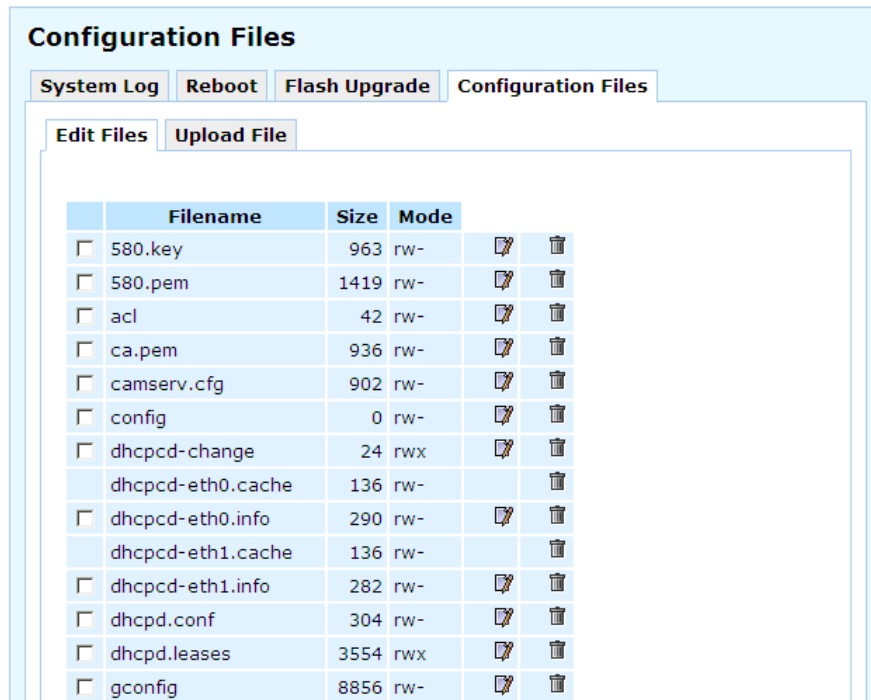 Configuration Files
System Log Reboot Flash Upgrade Configuration Files
Edit Files Upload File
Filename Size Mode
580.key 963 rw-
580.pem 1419 rw-
acl 42 rw-
ca.pem 936 rw-
camserv.cfg 902 rw-
config 0 rw-
dhcpcd-change 24 rwx
dhcpcd-eth0.cache 136 rw-
dhcpcd-eth0.info 290 rw-
dhcpcd-eth1.cache 136 rw-
dhcpcd-eth1.info 282 rw-
dhcpd.conf 304 rw-
dhcpd.leases 3554 rwx
gconfig 8856 rw-